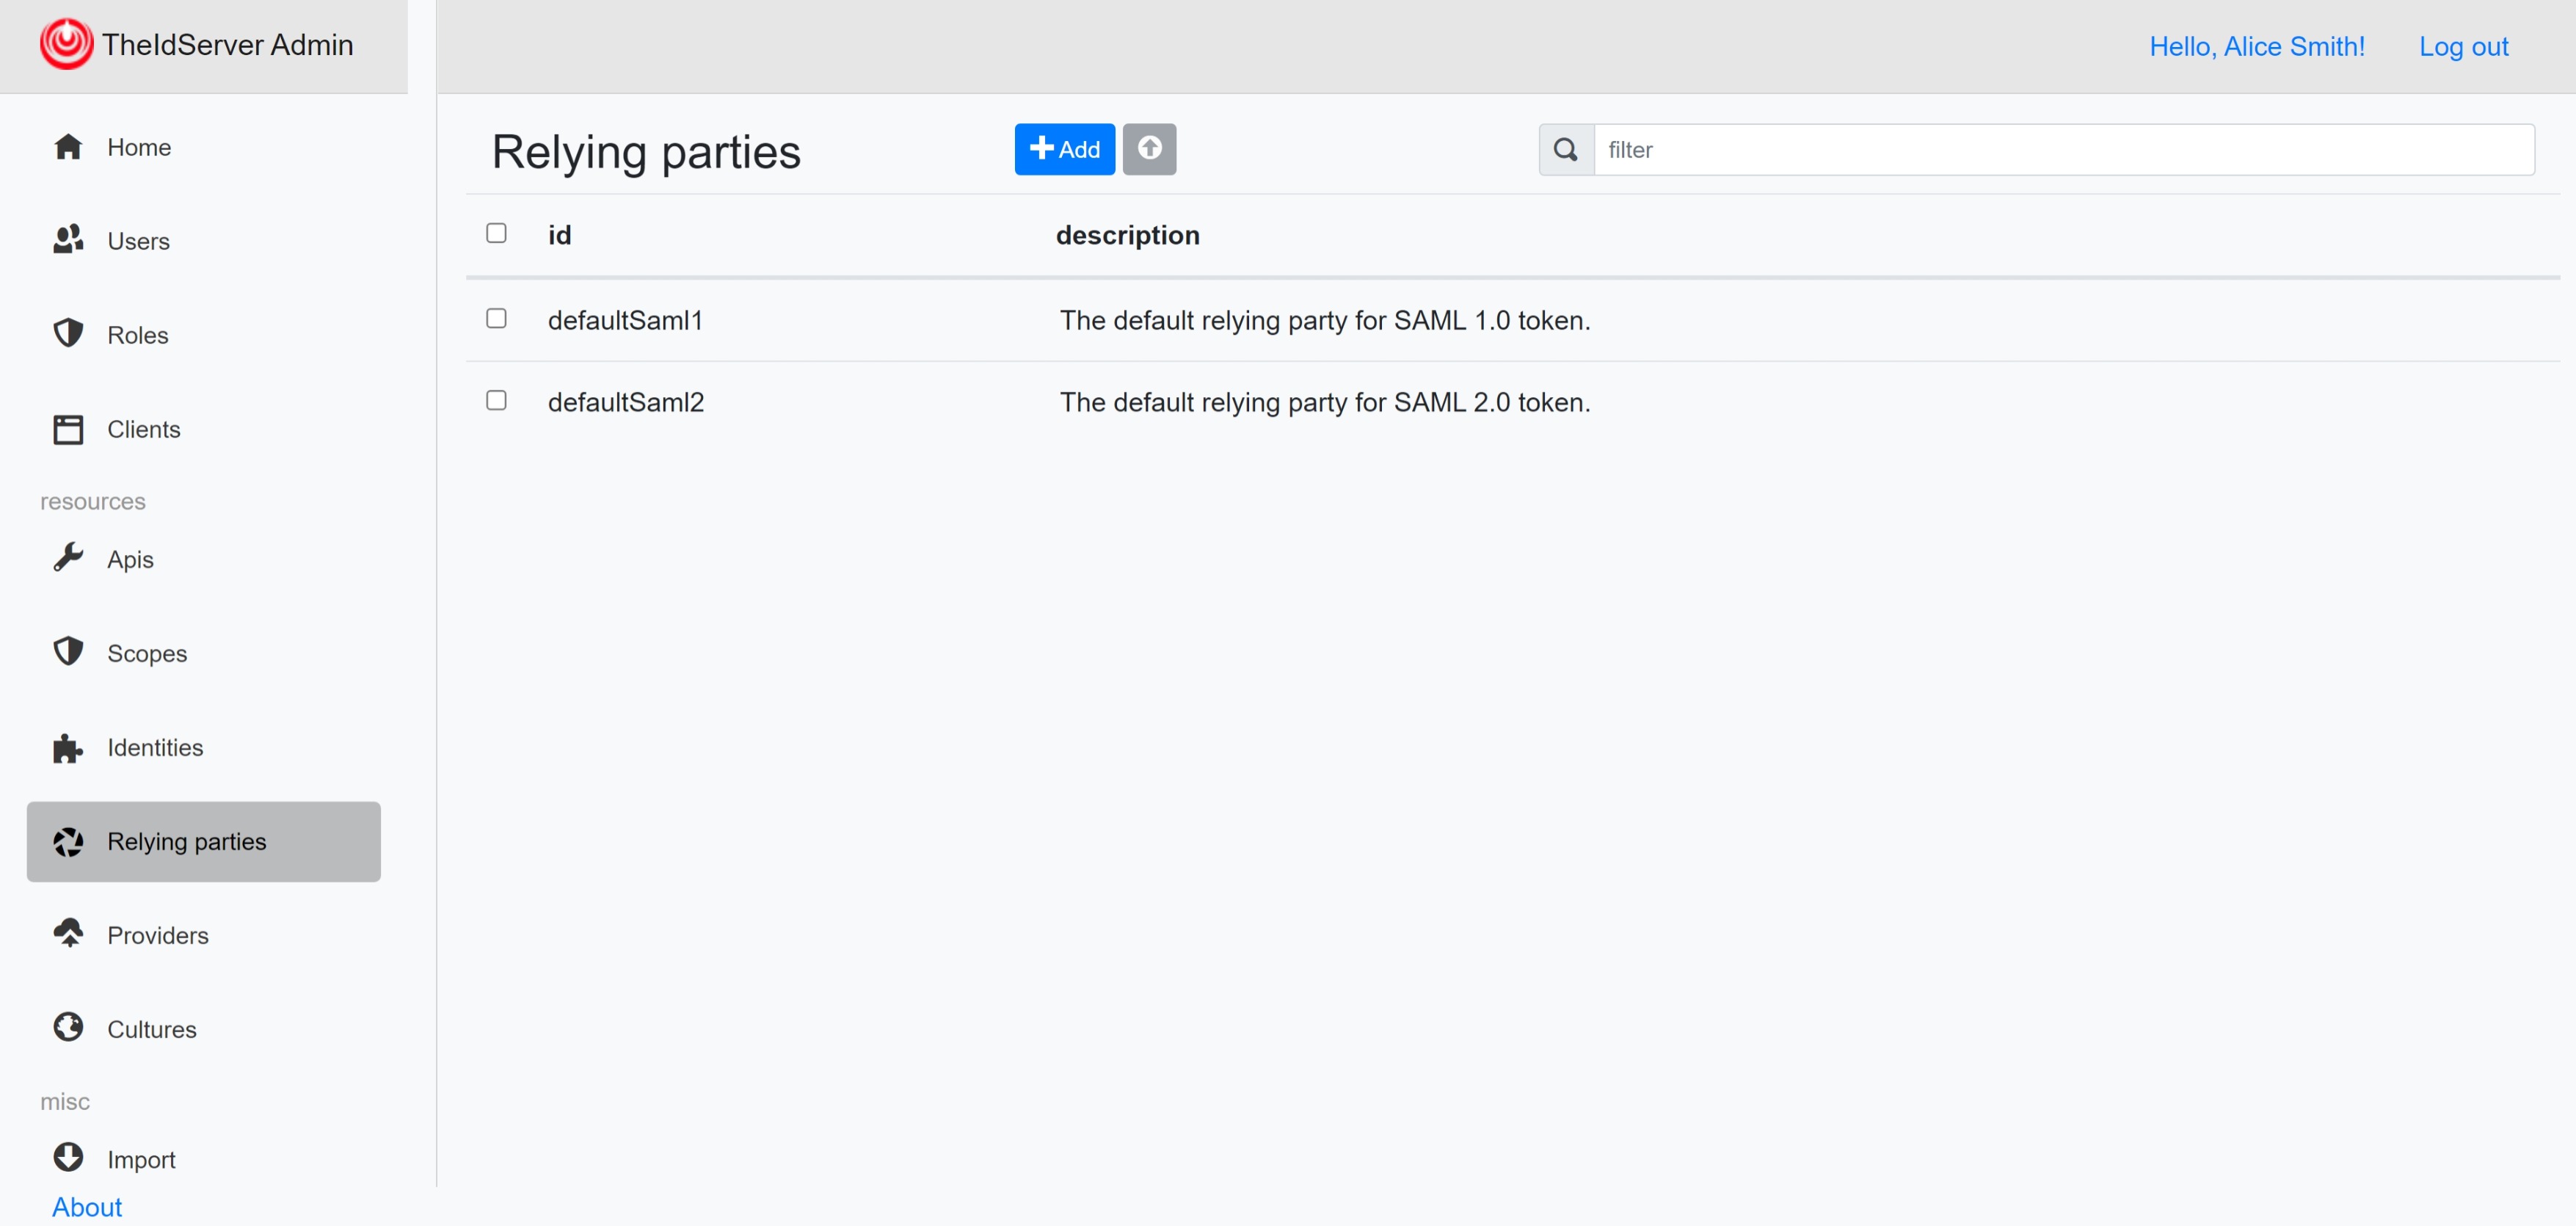 TheIdServer Admin
Hello, Alice Smith!
Log out
Home
Users
Roles
Clients
resources
Apis
Scopes
Identities
Relying parties
Providers
Cultures
misc
Import
About
Relying parties
Add
filter
id description
defaultSaml1 The default relying party for SAML 1.0 token.
defaultSaml2 The default relying party for SAML 2.0 token.